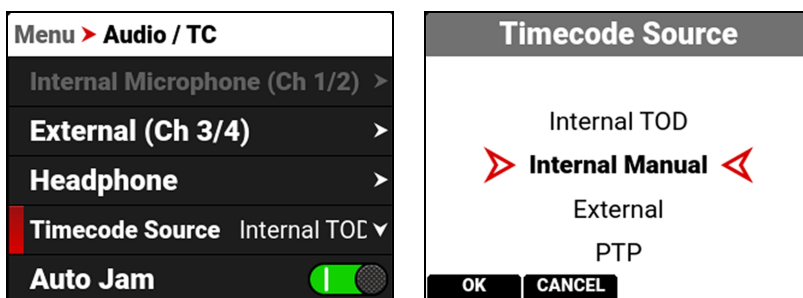 Menu > Audio / TC
Internal Microphone (Ch 1/2) >
External (Ch 3/4) >
Headphone >
Timecode Source Internal TOD
Auto Jam
Timecode Source
Internal TOD
Internal Manual
External
PTP
OK CANCEL